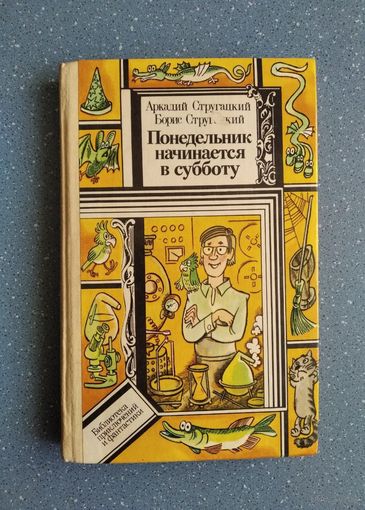 Аркадий Стругацкий
Борис
Понедельник
начинается
в субботу
Библиотека
приключений
и фантастики